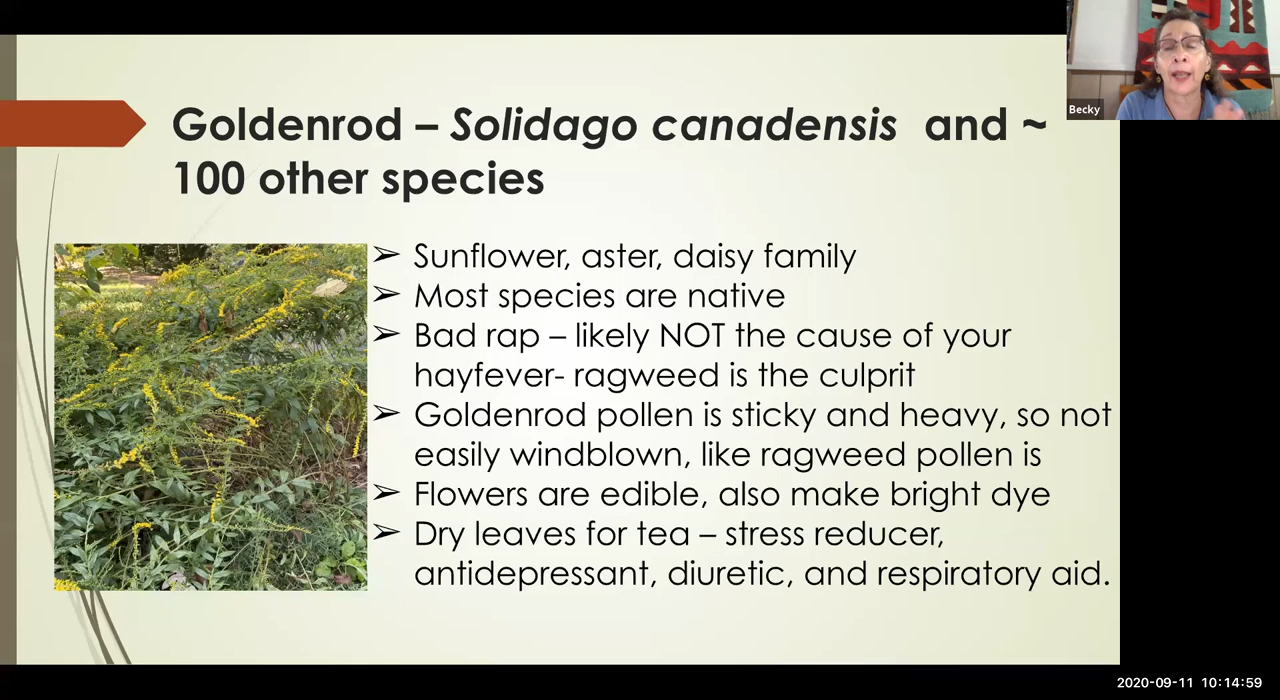 Becky
Goldenrod – Solidago canadensis and ~
100 other species
➢ Sunflower, aster, daisy family
➢ Most species are native
➢ Bad rap – likely NOT the cause of your
hayfever- ragweed is the culprit
➢ Goldenrod pollen is sticky and heavy, so not
easily windblown, like ragweed pollen is
➢ Flowers are edible, also make bright dye
➢ Dry leaves for tea – stress reducer,
antidepressant, diuretic, and respiratory aid.
2020-09-11 10:14:59